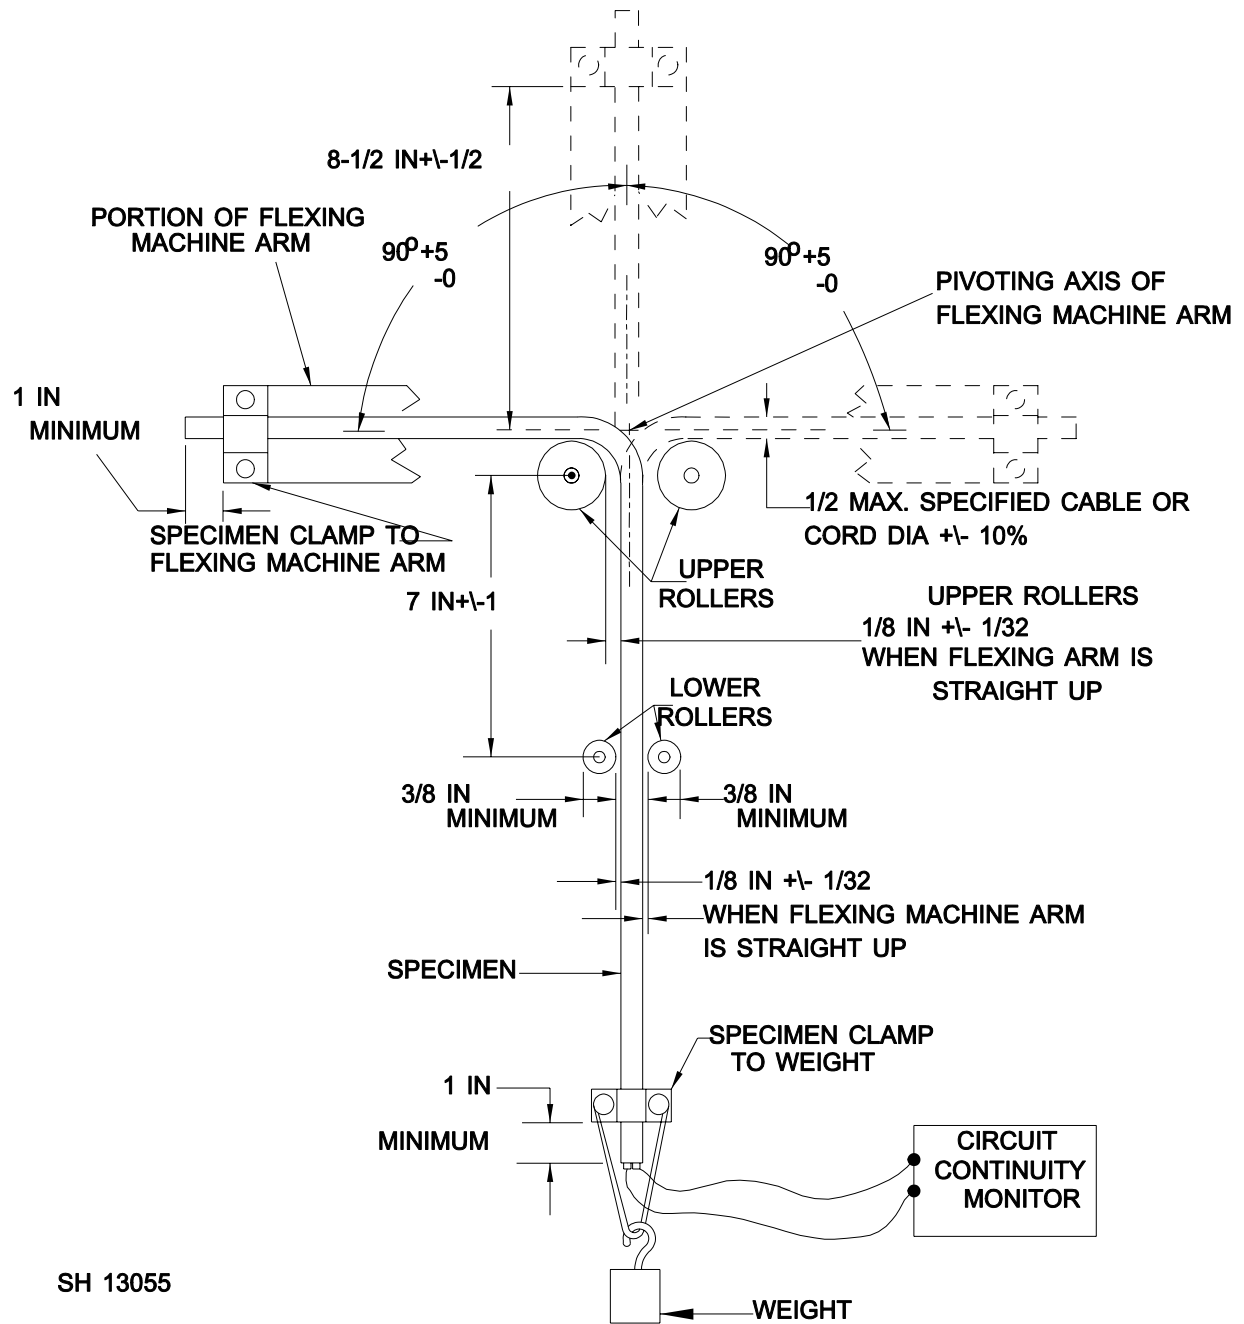 8-1/2 IN+\-1/2
PORTION OF FLEXING
MACHINE ARM
90°+5
-0
90°+5
-0
PIVOTING AXIS OF
FLEXING MACHINE ARM
1 IN
MINIMUM
SPECIMEN CLAMP TO
FLEXING MACHINE ARM
1/2 MAX. SPECIFIED CABLE OR
CORD DIA +\- 10%
UPPER
ROLLERS
7 IN+\-1
UPPER ROLLERS
1/8 IN +\- 1/32
WHEN FLEXING ARM IS
STRAIGHT UP
LOWER
ROLLERS
3/8 IN
MINIMUM
3/8 IN
MINIMUM
1/8 IN +\- 1/32
WHEN FLEXING MACHINE ARM
IS STRAIGHT UP
SPECIMEN
SPECIMEN CLAMP
TO WEIGHT
1 IN
MINIMUM
CIRCUIT
CONTINUITY
MONITOR
SH 13055
WEIGHT